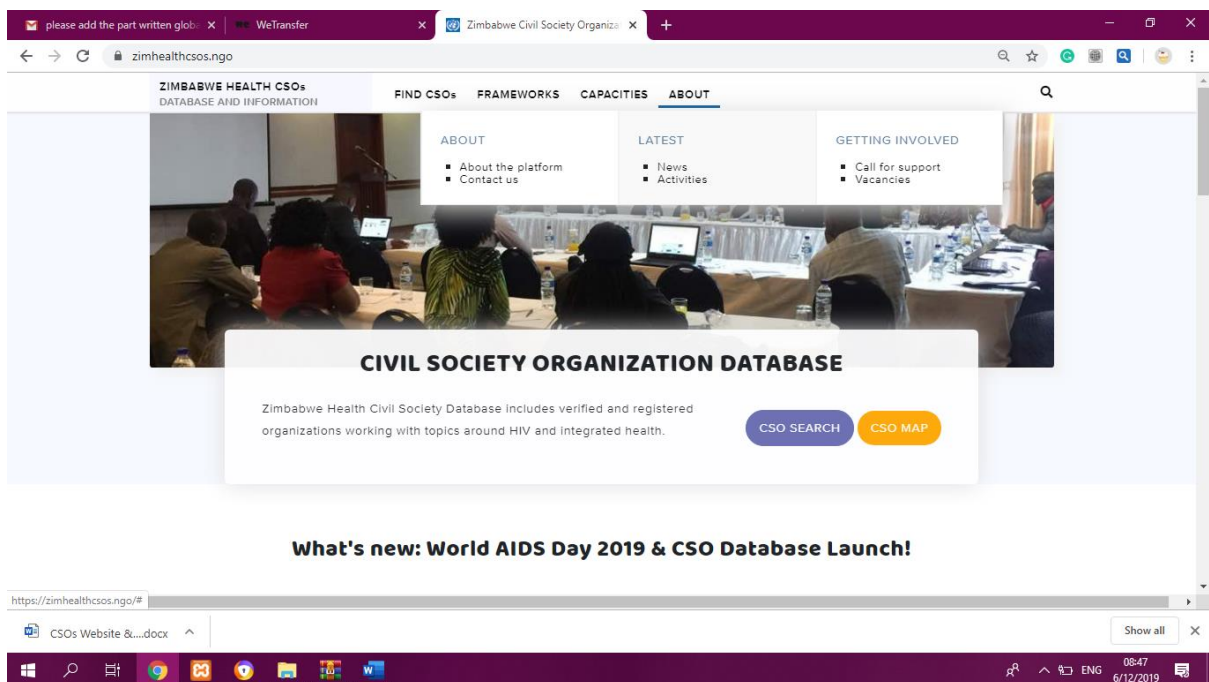 please add the part written glob
WeTransfer
Zimbabwe Civil Society Organiza
zimhealthcsos.ngo
ZIMBABWE HEALTH CSOs
DATABASE AND INFORMATION
FIND CSOs FRAMEWORKS CAPACITIES ABOUT
ABOUT
About the platform
Contact us
LATEST
News
Activities
GETTING INVOLVED
Call for support
Vacancies
CIVIL SOCIETY ORGANIZATION DATABASE
Zimbabwe Health Civil Society Database includes verified and registered
organizations working with topics around HIV and integrated health.
CSO SEARCH CSO MAP
What's new: World AIDS Day 2019 & CSO Database Launch!
https://zimhealthcsos.ngo/#
CSOs Website &....docx
Show all
ENG
08:47
6/12/2019